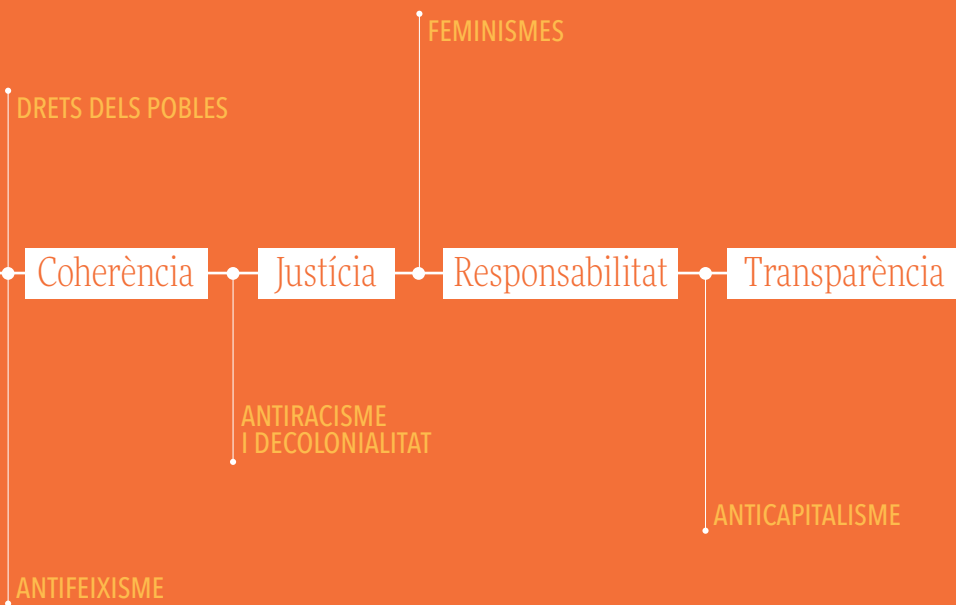 FEMINISMES
DRETS DELS POBLES
Coherència
Justícia
Responsabilitat
Transparència
ANTIRACISME
I DECOLONIALITAT
ANTICAPITALISME
ANTIFEIXISME